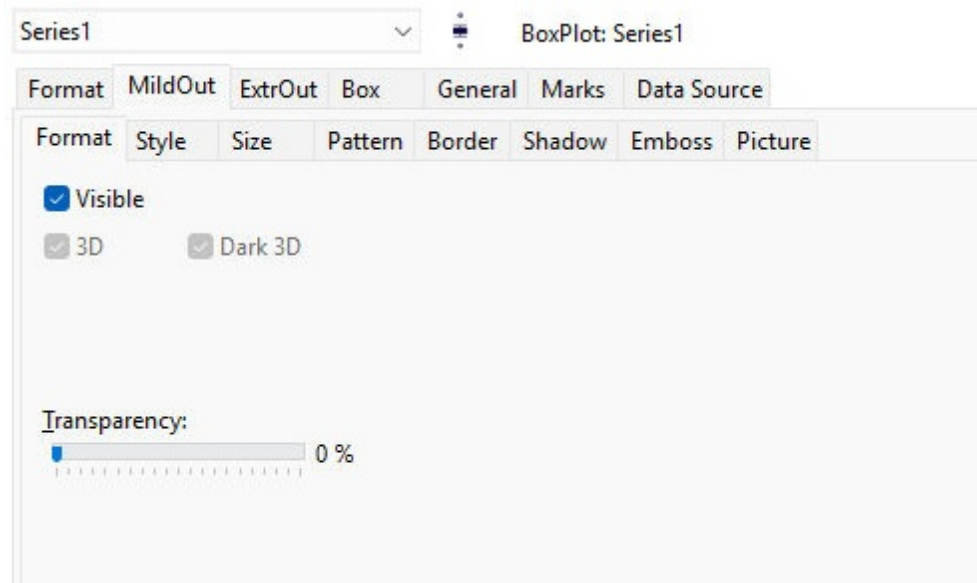 Series1 BoxPlot: Series1
Format MildOut ExtrOut Box General Marks Data Source
Format Style Size Pattern Border Shadow Emboss Picture
Visible
3D Dark 3D
Transparency:
0 %